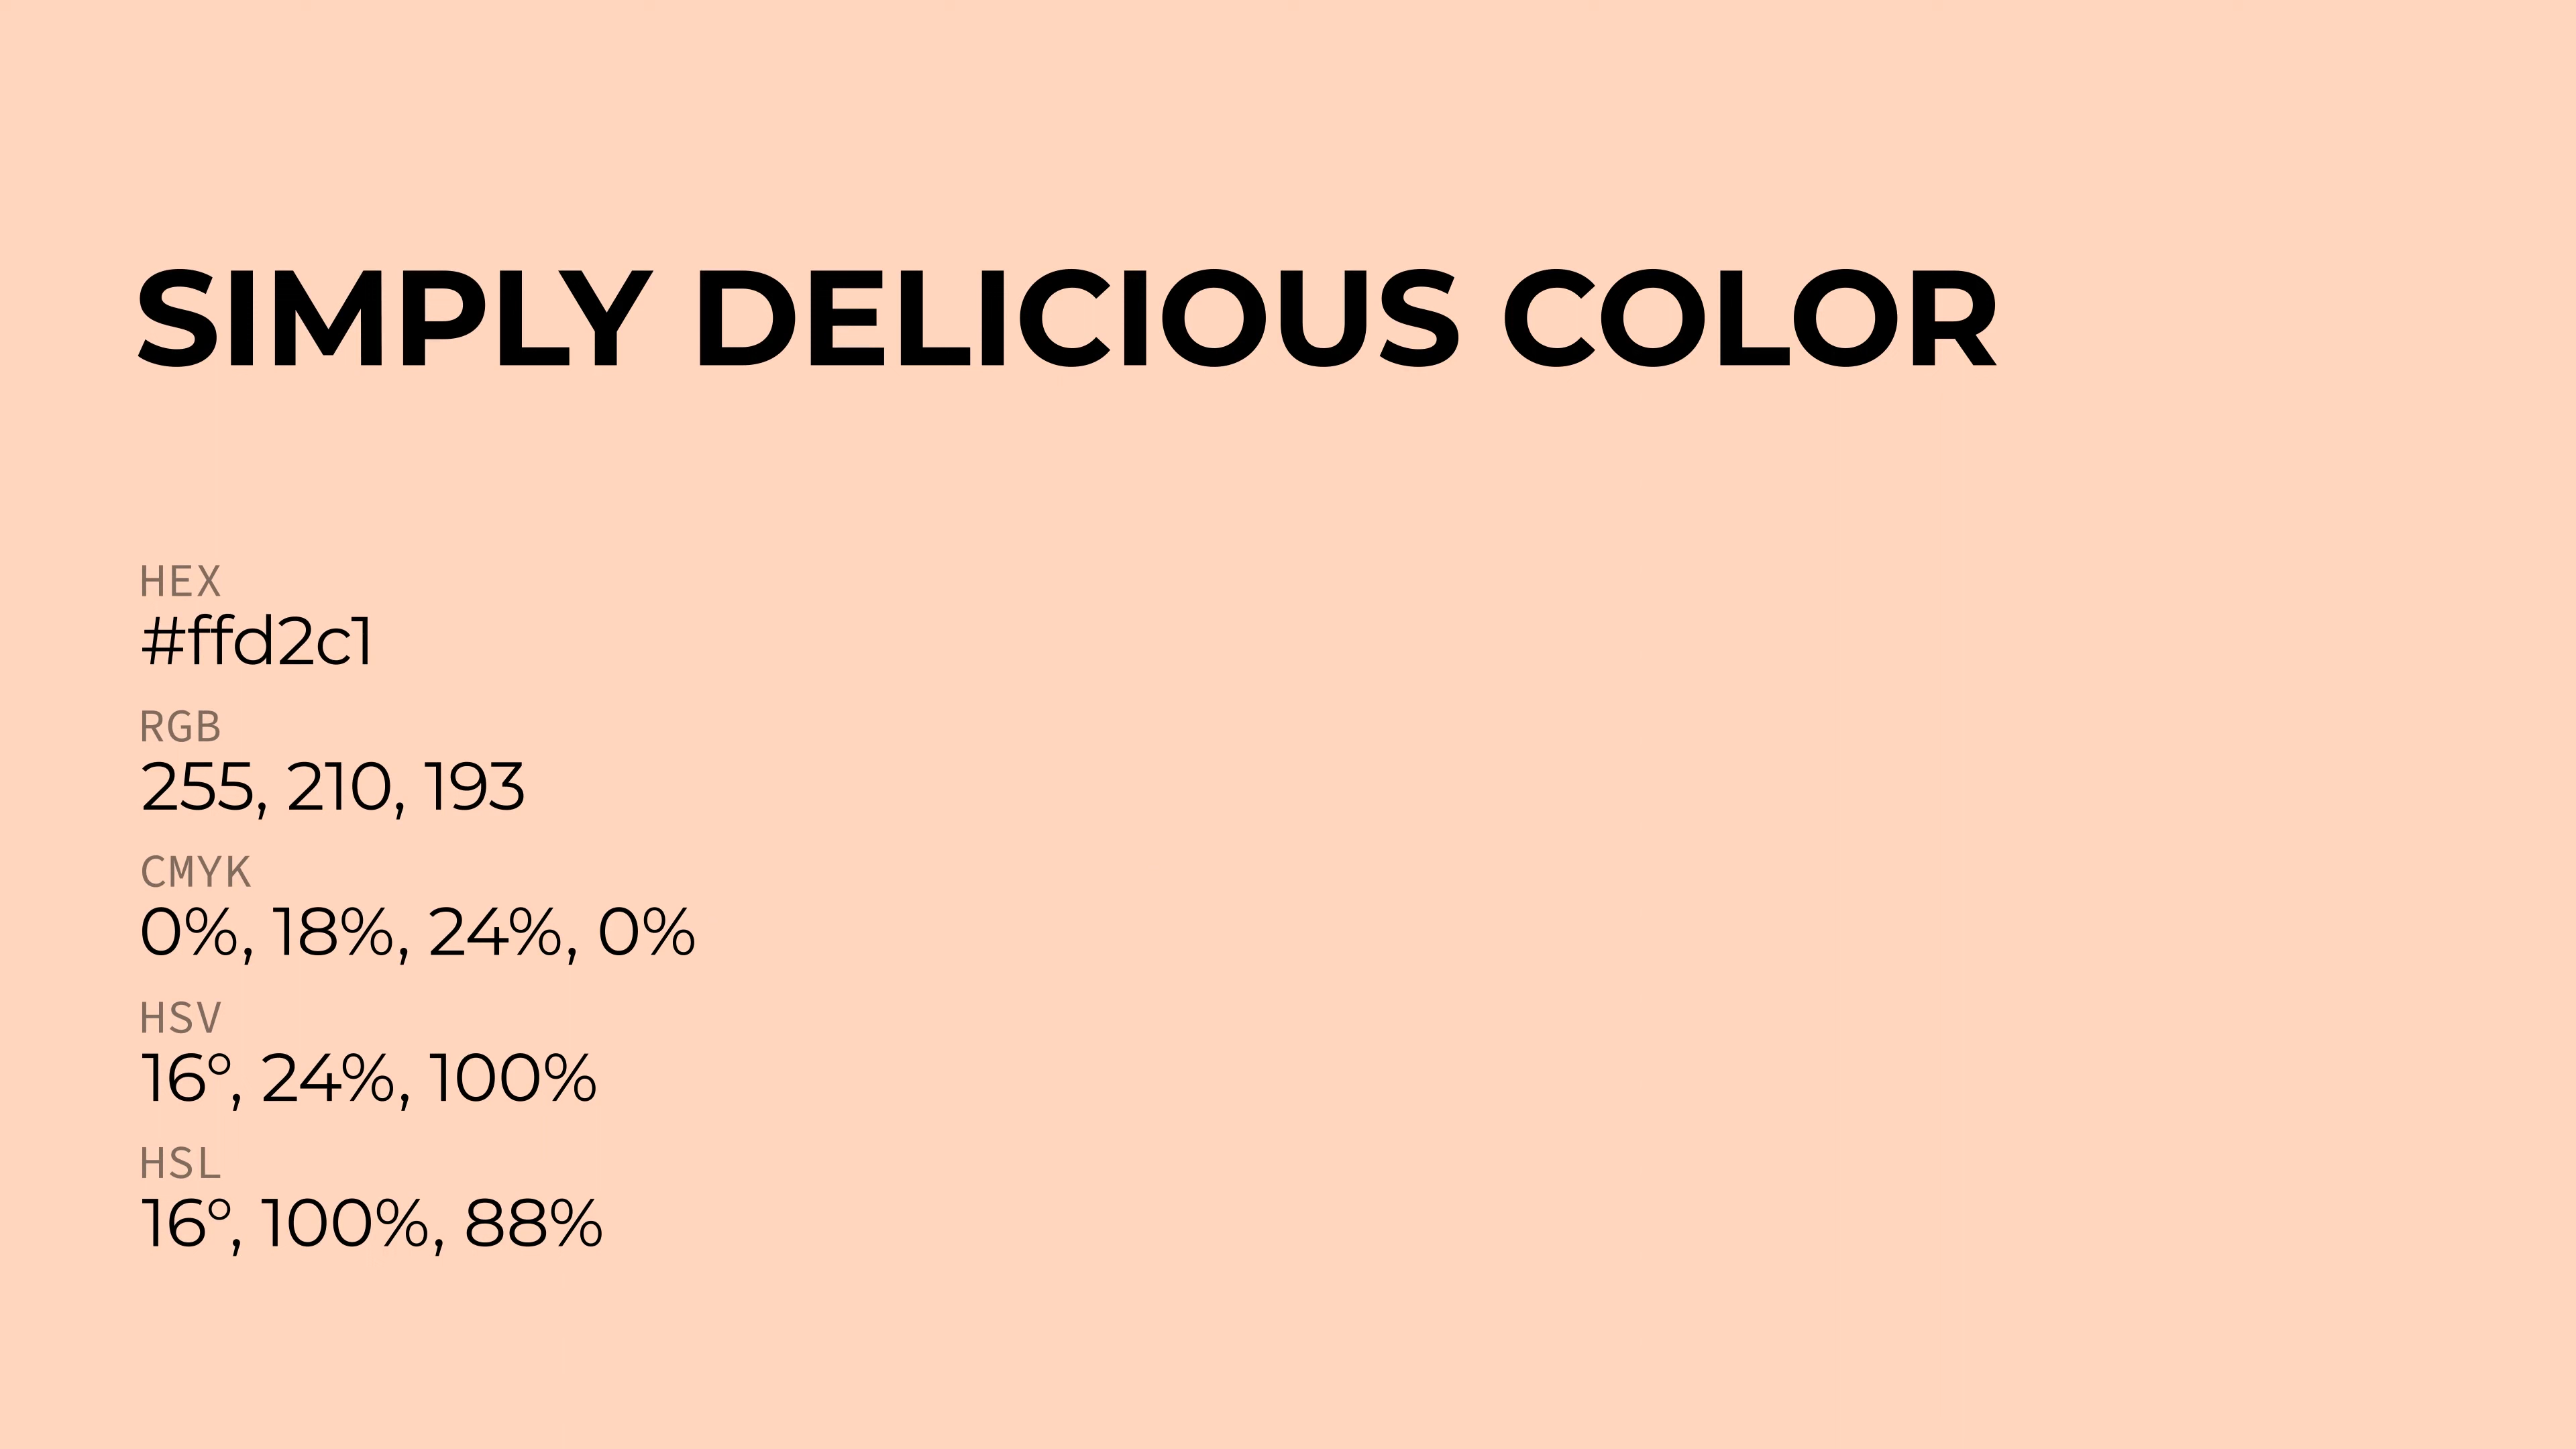 SIMPLY DELICIOUS COLOR
HEX
#ffd2c1
RGB
255, 210, 193
CMYK
0%, 18%, 24%, 0%
HSV
16°, 24%, 100%
HSL
16°, 100%, 88%